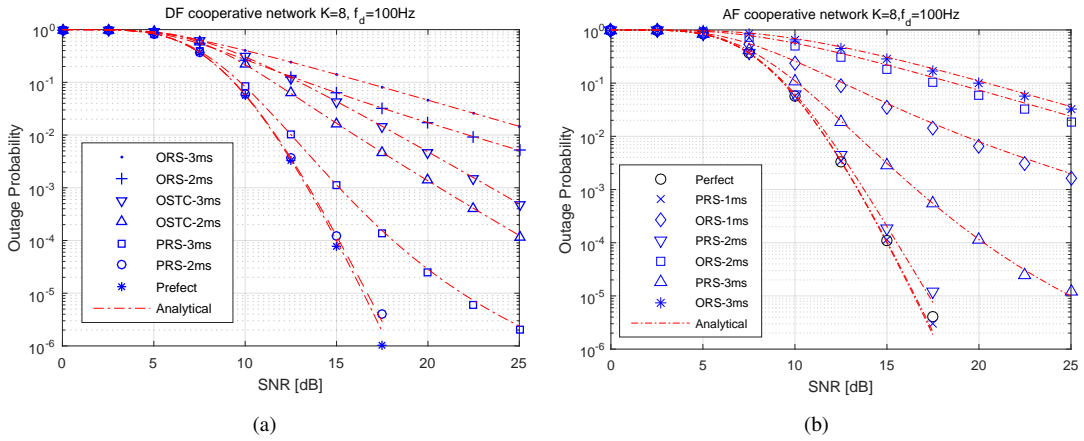 DF cooperative network K=8, f_d=100Hz
10^0
10^-1
10^-2
10^-3
10^-4
10^-5
10^-6
Outage Probability
ORS-3ms
ORS-2ms
OSTC-3ms
OSTC-2ms
PRS-3ms
PRS-2ms
Prefect
Analytical
0 5 10 15 20 25
SNR [dB]
(a)
AF cooperative network K=8,f_d=100Hz
10^0
10^-1
10^-2
10^-3
10^-4
10^-5
10^-6
Outage Probability
Perfect
PRS-1ms
ORS-1ms
PRS-2ms
ORS-2ms
PRS-3ms
ORS-3ms
Analytical
0 5 10 15 20 25
SNR [dB]
(b)